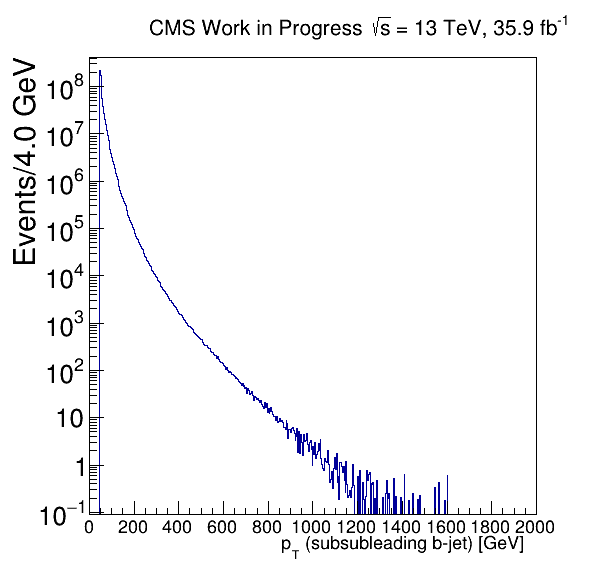 CMS Work in Progress √s = 13 TeV, 35.9 fb⁻¹
Events/4.0 GeV
10⁸
10⁷
10⁶
10⁵
10⁴
10³
10²
10
1
10⁻¹
0 200 400 600 800 1000 1200 1400 1600 1800 2000
p_T (subsubleading b-jet) [GeV]